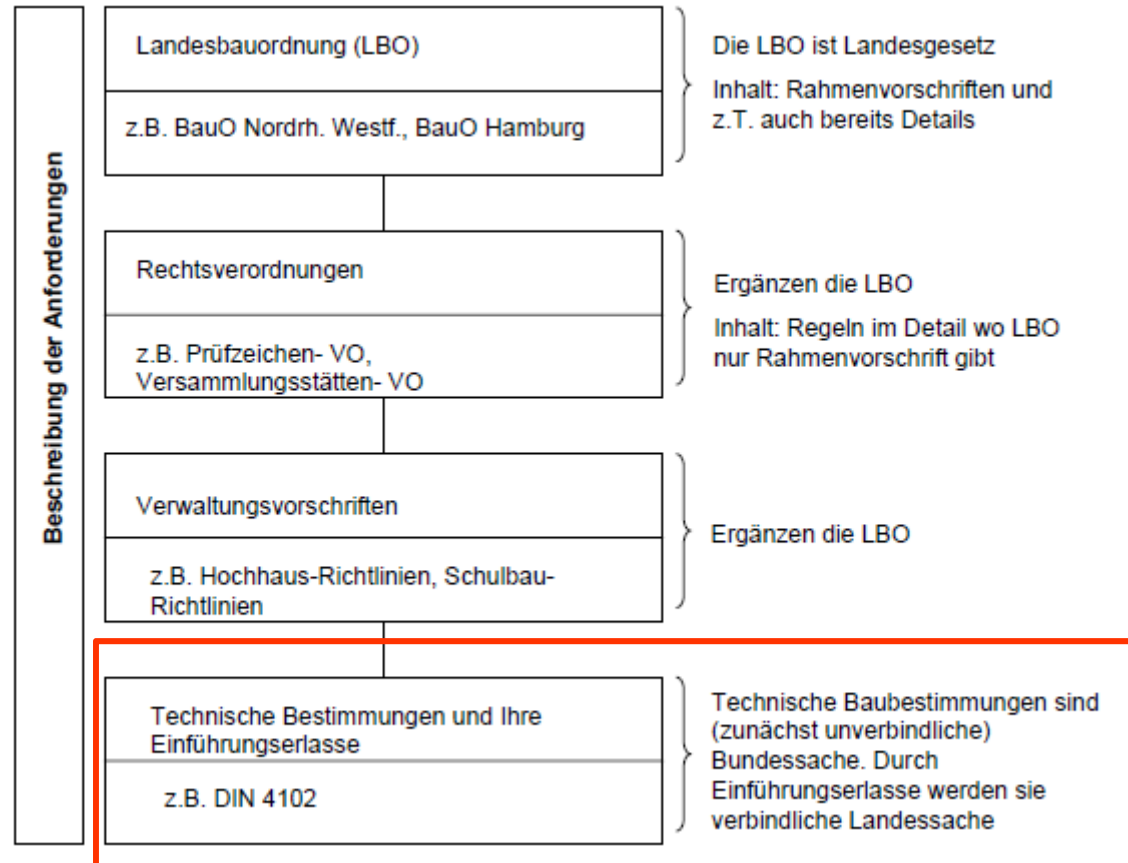 Beschreibung der Anforderungen
Landesbauordnung (LBO)
z.B. BauO Nordrh. Westf., BauO Hamburg
Die LBO ist Landesgesetz
Inhalt: Rahmenvorschriften und
z.T. auch bereits Details
Rechtsverordnungen
z.B. Prüfzeichen- VO,
Versammlungsstätten- VO
Ergänzen die LBO
Inhalt: Regeln im Detail wo LBO
nur Rahmenvorschrift gibt
Verwaltungsvorschriften
z.B. Hochhaus-Richtlinien, Schulbau-
Richtlinien
Ergänzen die LBO
Technische Bestimmungen und Ihre
Einführungserlasse
z.B. DIN 4102
Technische Baubestimmungen sind
(zunächst unverbindliche)
Bundessache. Durch
Einführungserlasse werden sie
verbindliche Landessache